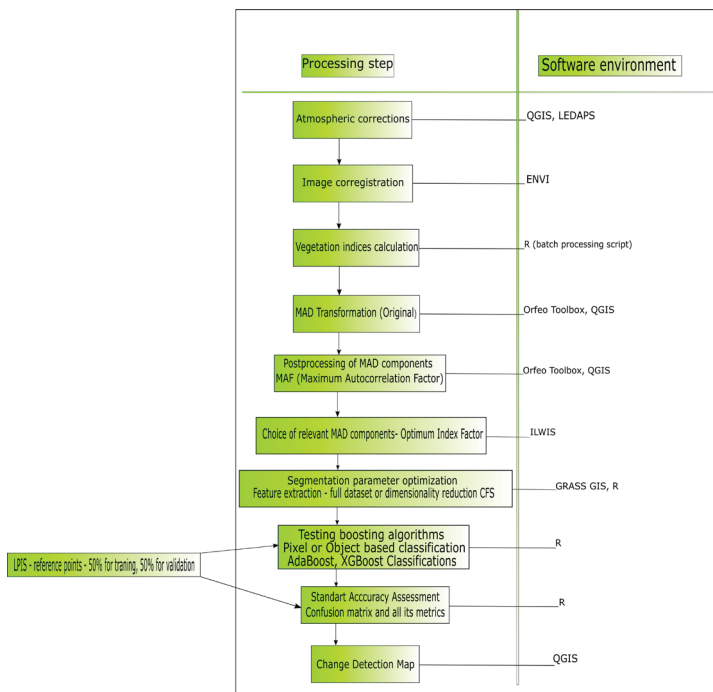 Processing step
Software environment
Atmospheric corrections
QGIS, LEDAPS
Image corregistration
ENVI
Vegetation indices calculation
R (batch processing script)
MAD Transformation (Original)
Orfeo Toolbox, QGIS
Postprocessing of MAD components
MAF (Maximum Autocorrelation Factor)
Orfeo Toolbox, QGIS
Choice of relevant MAD components- Optimum Index Factor
ILWIS
Segmentation parameter optimization
Feature extraction - full dataset or dimensionality reduction CFS
GRASS GIS, R
Testing boosting algorithms
Pixel or Object based classification
AdaBoost, XGBoost Classifications
R
LPIS - reference points - 50% for traning, 50% for validation
Standart Acccuracy Assessment
Confusion matrix and all its metrics
R
Change Detection Map
QGIS